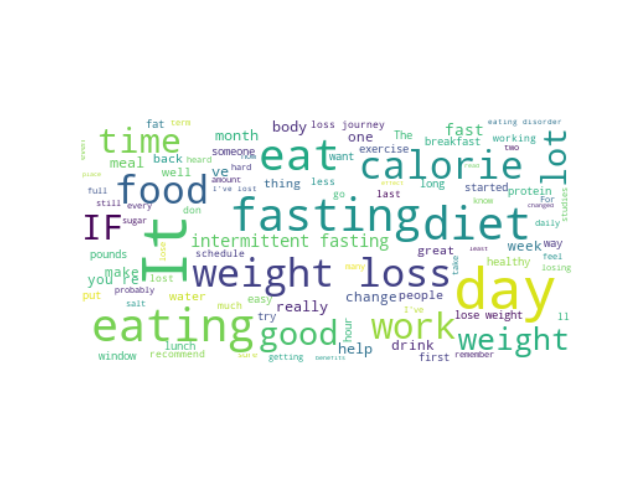 fat term
body loss journey
eating disorder
time
month
one
The
fast
working
lot
someone
eat
want
exercise
breakfast
two
meal
back heard
calorie
well
ve
hard
I've lost
thing
less
last
long
started
protein
full
food
go
know
For
changed
studies
still
every
amount
fasting
diet
daily
IF
sugar
don
It
intermittent fasting
great
week
way
pounds
schedule
feel
make
you re
lost
weight loss
many
take
healthy
losing
put
probably
water
easy
change
people
day
salt
much
really
I've
lose weight
ll
eating
good
try
hour
work
weight
lunch
help
drink
window
recommend
getting
benefits
first
remember